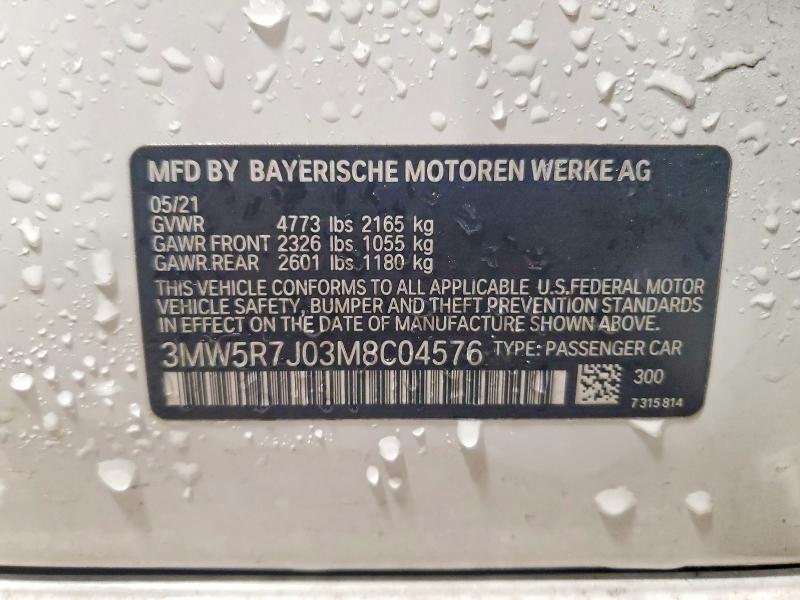 MFD BY BAYERISCHE MOTOREN WERKE AG
05/21
GVWR 4773 lbs 2165 kg
GAWR FRONT 2326 lbs 1055 kg
GAWR REAR 2601 lbs 1180 kg
THIS VEHICLE CONFORMS TO ALL APPLICABLE U.S.FEDERAL MOTOR
VEHICLE SAFETY, BUMPER AND THEFT PREVENTION STANDARDS
IN EFFECT ON THE DATE OF MANUFACTURE SHOWN ABOVE.
3MW5R7J03M8C04576 TYPE: PASSENGER CAR
300
7 315 814